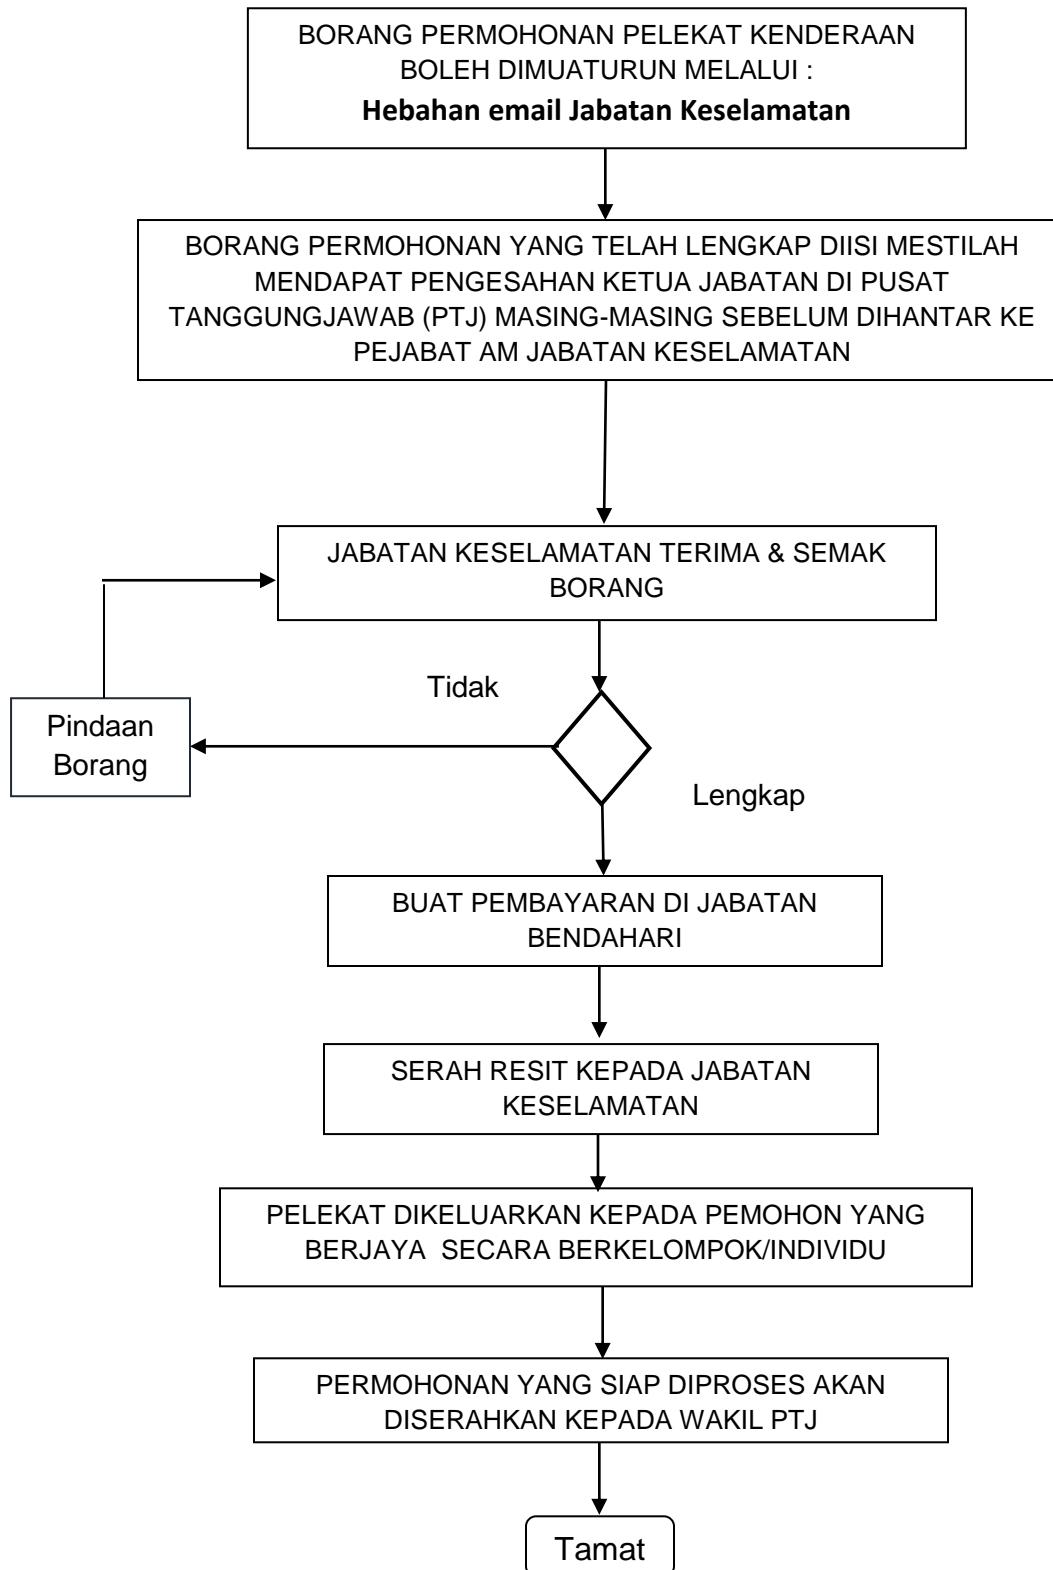 BORANG PERMOHONAN PELEKAT KENDERAAN
BOLEH DIMUATURUN MELALUI :
Hebahan email Jabatan Keselamatan
BORANG PERMOHONAN YANG TELAH LENGKAP DIISI MESTILAH
MENDAPAT PENGESAHAN KETUA JABATAN DI PUSAT
TANGGUNGJAWAB (PTJ) MASING-MASING SEBELUM DIHANTAR KE
PEJABAT AM JABATAN KESELAMATAN
JABATAN KESELAMATAN TERIMA & SEMAK
BORANG
Tidak
Pindaan
Borang
Lengkap
BUAT PEMBAYARAN DI JABATAN
BENDAHARI
SERAH RESIT KEPADA JABATAN
KESELAMATAN
PELEKAT DIKELUARKAN KEPADA PEMOHON YANG
BERJAYA  SECARA BERKELOMPOK/INDIVIDU
PERMOHONAN YANG SIAP DIPROSES AKAN
DISERAHKAN KEPADA WAKIL PTJ
Tamat